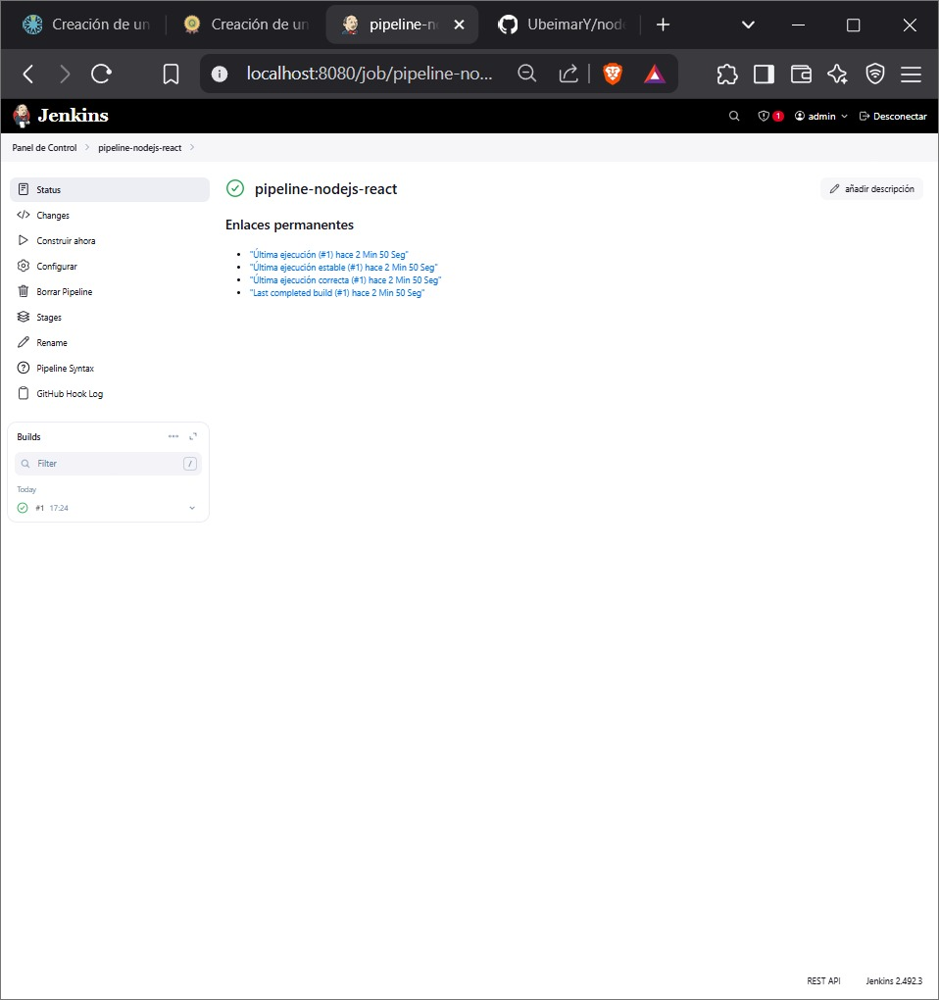 Creación de un
Creación de un
pipeline-n
UbeimarY/node
localhost:8080/job/pipeline-no...
Jenkins
1
admin
Desconectar
Panel de Control
pipeline-nodejs-react
Status
Changes
Construir ahora
Configurar
Borrar Pipeline
Stages
Rename
Pipeline Syntax
GitHub Hook Log
Builds
Filter
/
Today
#1 17:24
pipeline-nodejs-react
añadir descripción
Enlaces permanentes
"Última ejecución (#1) hace 2 Min 50 Seg"
"Última ejecución estable (#1) hace 2 Min 50 Seg"
"Última ejecución correcta (#1) hace 2 Min 50 Seg"
"Last completed build (#1) hace 2 Min 50 Seg"
REST API
Jenkins 2.492.3